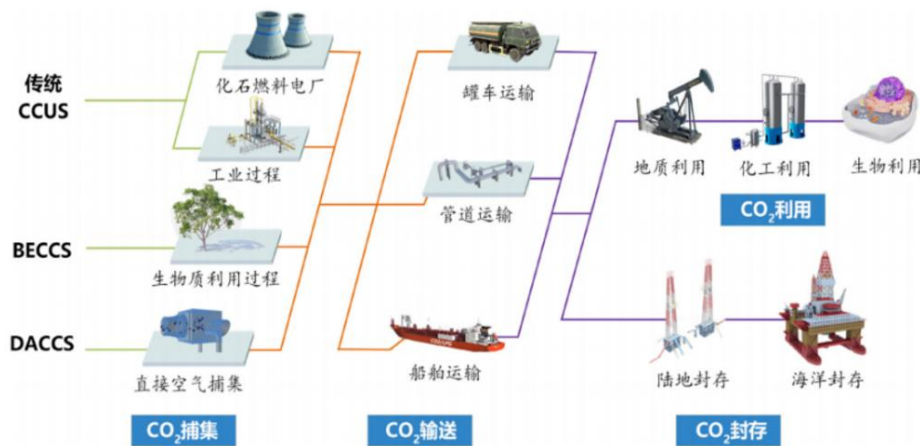 传统
CCUS
化石燃料电厂
工业过程
BECCS
生物质利用过程
DACCS
直接空气捕集
CO₂捕集
罐车运输
管道运输
船舶运输
CO₂输送
地质利用
化工利用
生物利用
CO₂利用
陆地封存
海洋封存
CO₂封存